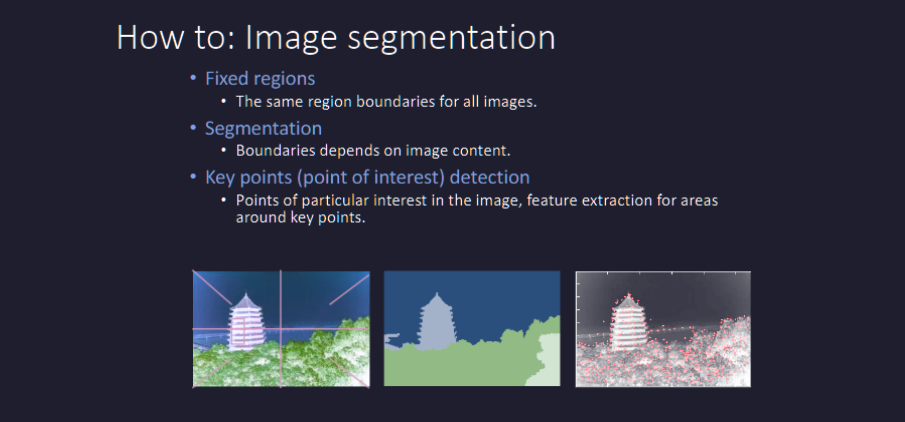 How to: Image segmentation
• Fixed regions
• The same region boundaries for all images.
• Segmentation
• Boundaries depends on image content.
• Key points (point of interest) detection
• Points of particular interest in the image, feature extraction for areas
around key points.